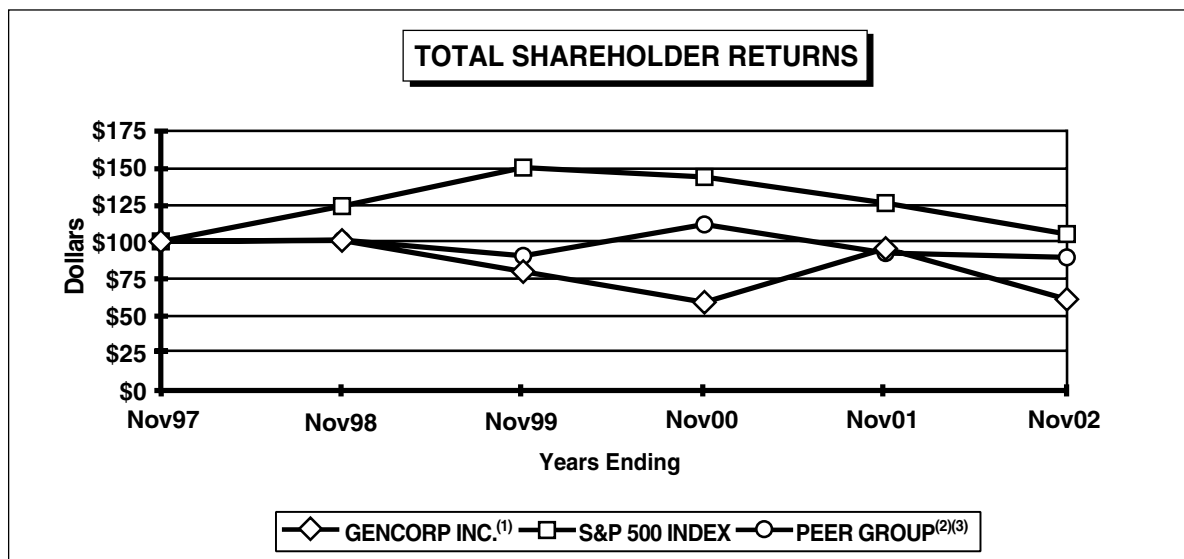 TOTAL SHAREHOLDER RETURNS
Dollars
$175
$150
$125
$100
$75
$50
$25
$0
Nov97 Nov98 Nov99 Nov00 Nov01 Nov02
Years Ending
GENCORP INC.(1) S&P 500 INDEX PEER GROUP(2)(3)